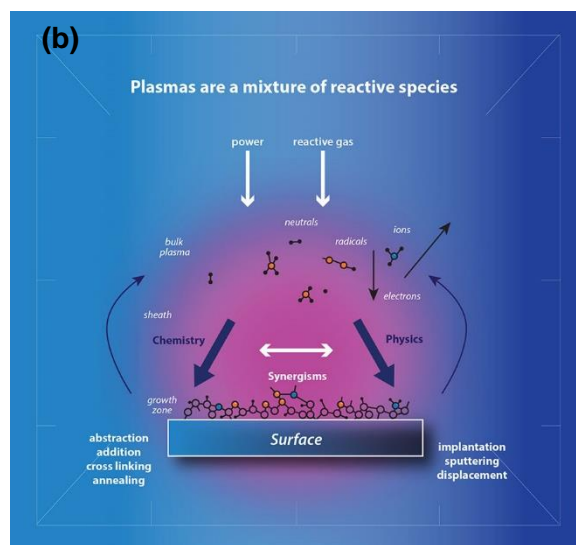 (b)
Plasmas are a mixture of reactive species
power
reactive gas
neutrals
ions
radicals
bulk
plasma
electrons
sheath
Chemistry
Physics
Synergisms
growth
zone
Surface
abstraction
addition
cross linking
annealing
implantation
sputtering
displacement